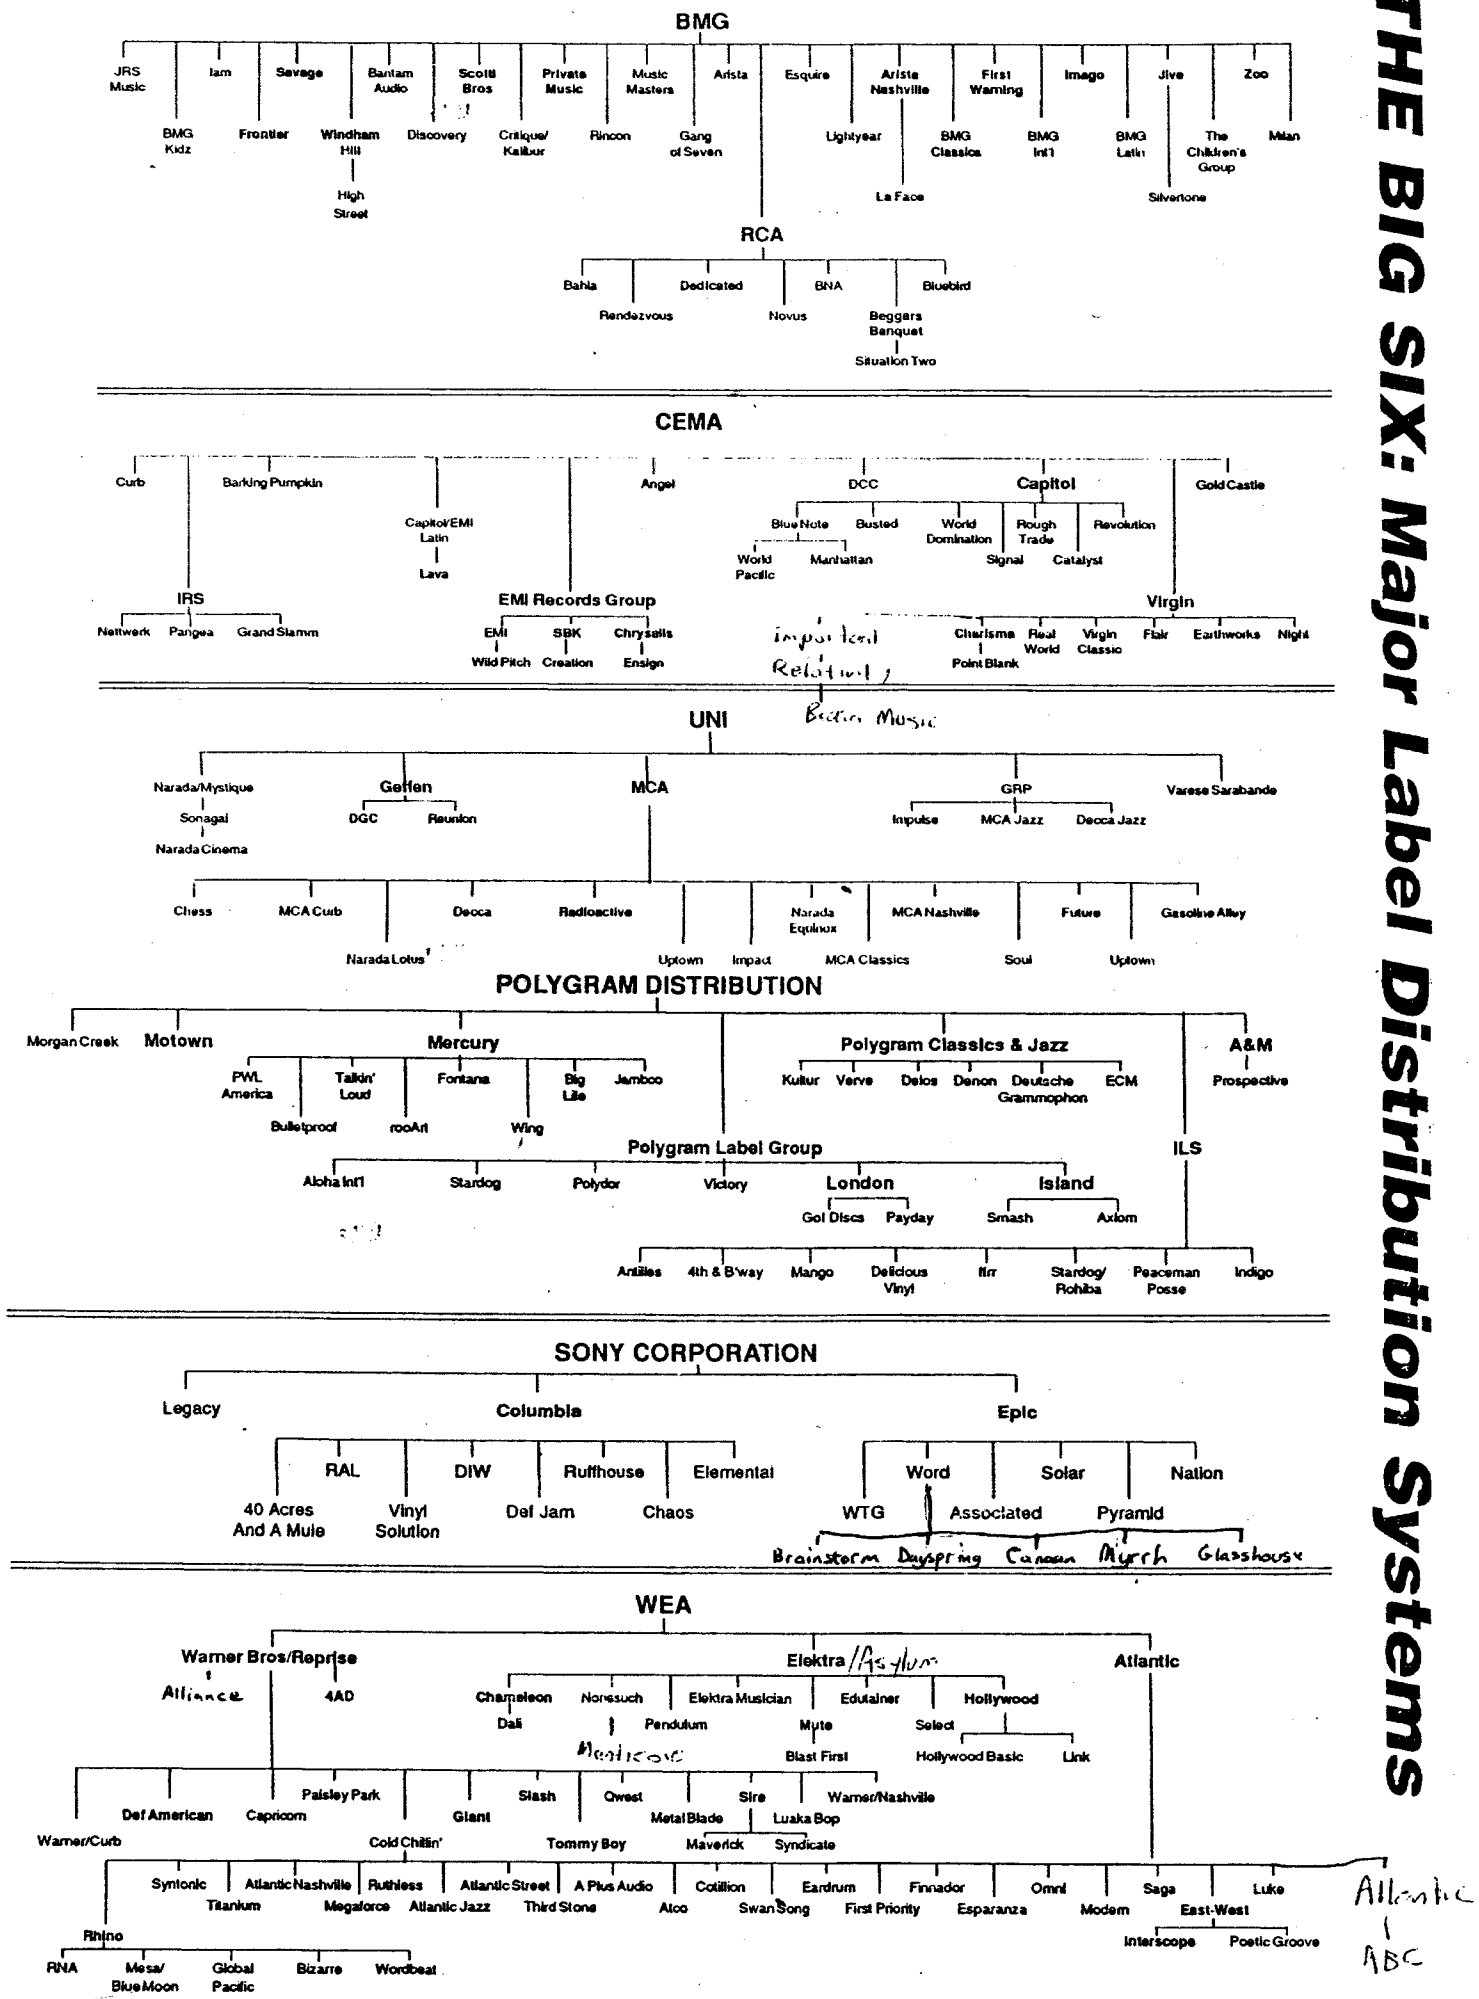 THE BIG SIX: Major Label Distribution Systems
BMG
JRS Music
Iam
Savage
Bantam Audio
Scotti Bros
Private Music
Music Masters
Arista
Esquire
Arista Nashville
First Warning
Imago
Jive
Zoo
BMG Kidz
Frontier
Windham Hill
Discovery
Critique/ Kalibur
Rincon
Gang of Seven
Lightyear
BMG Classics
BMG Int'l
BMG Latin
The Children's Group
Milan
High Street
La Face
Silvertone
RCA
Bahia
Dedicated
BNA
Bluebird
Rendezvous
Novus
Beggars Banquet
Situation Two
CEMA
Curb
Barking Pumpkin
Angel
DCC
Capitol
Gold Castle
Capitol/EMI Latin
Blue Note
Busted
World Domination
Rough Trade
Revolution
Lava
World Pacific
Manhattan
Signal
Catalyst
IRS
EMI Records Group
Virgin
Nettwerk
Pangea
Grand Slamm
EMI
SBK
Chrysalis
Important
Charisma
Real World
Virgin Classic
Flair
Earthworks
Night
Wild Pitch
Creation
Ensign
Relativity
Point Blank
Music
UNI
Narada/Mystique
Geffen
MCA
GRP
Varese Sarabande
Sonagai
DGC
Reunion
Impulse
MCA Jazz
Decca Jazz
Narada Cinema
Chess
MCA Curb
Decca
Radioactive
Narada Equinox
MCA Nashville
Future
Gasoline Alley
Narada Lotus
Uptown
Impact
MCA Classics
Soul
Uptown
POLYGRAM DISTRIBUTION
Morgan Creek
Motown
Mercury
Polygram Classics & Jazz
A&M
PWL America
Talkin' Loud
Fontana
Big Life
Jambco
Kultur
Verve
Delos
Denon
Deutsche Grammophon
ECM
Prospective
Bulletproof
rooArt
Wing
Polygram Label Group
ILS
Aloha Int'l
Stardog
Polydor
Victory
London
Island
Go! Discs
Payday
Smash
Axiom
Antilles
4th & B'way
Mango
Delicious Vinyl
ffrr
Stardog/ Rohiba
Peaceman Posse
Indigo
SONY CORPORATION
Legacy
Columbia
Epic
RAL
DIW
Ruffhouse
Elemental
Word
Solar
Nation
40 Acres And A Mule
Vinyl Solution
Def Jam
Chaos
WTG
Associated
Pyramid
Brainstorm
Dayspring
Canaan
Myrrh
Glasshouse
WEA
Warner Bros/Reprise
Elektra /Asylum
Atlantic
Alliance
4AD
Chameleon
Nonesuch
Elektra Musician
Edutainer
Hollywood
Dali
Pendulum
Mute
Select
Manticore
Blast First
Hollywood Basic
Link
Paisley Park
Slash
Qwest
Sire
Warner/Nashville
Def American
Capricorn
Giant
Metal Blade
Luaka Bop
Warner/Curb
Cold Chillin'
Tommy Boy
Maverick
Syndicate
Syntonic
Atlantic Nashville
Ruthless
Atlantic Street
A Plus Audio
Cotillion
Eardrum
Finnador
Omni
Saga
Luke
Atlantic
Titanium
Megaforce
Atlantic Jazz
Third Stone
Atco
Swan Song
First Priority
Esparanza
Modern
East-West
Rhino
Interscope
Poetic Groove
ABC
RNA
Mesa/ Blue Moon
Global Pacific
Bizarre
Wordbeat